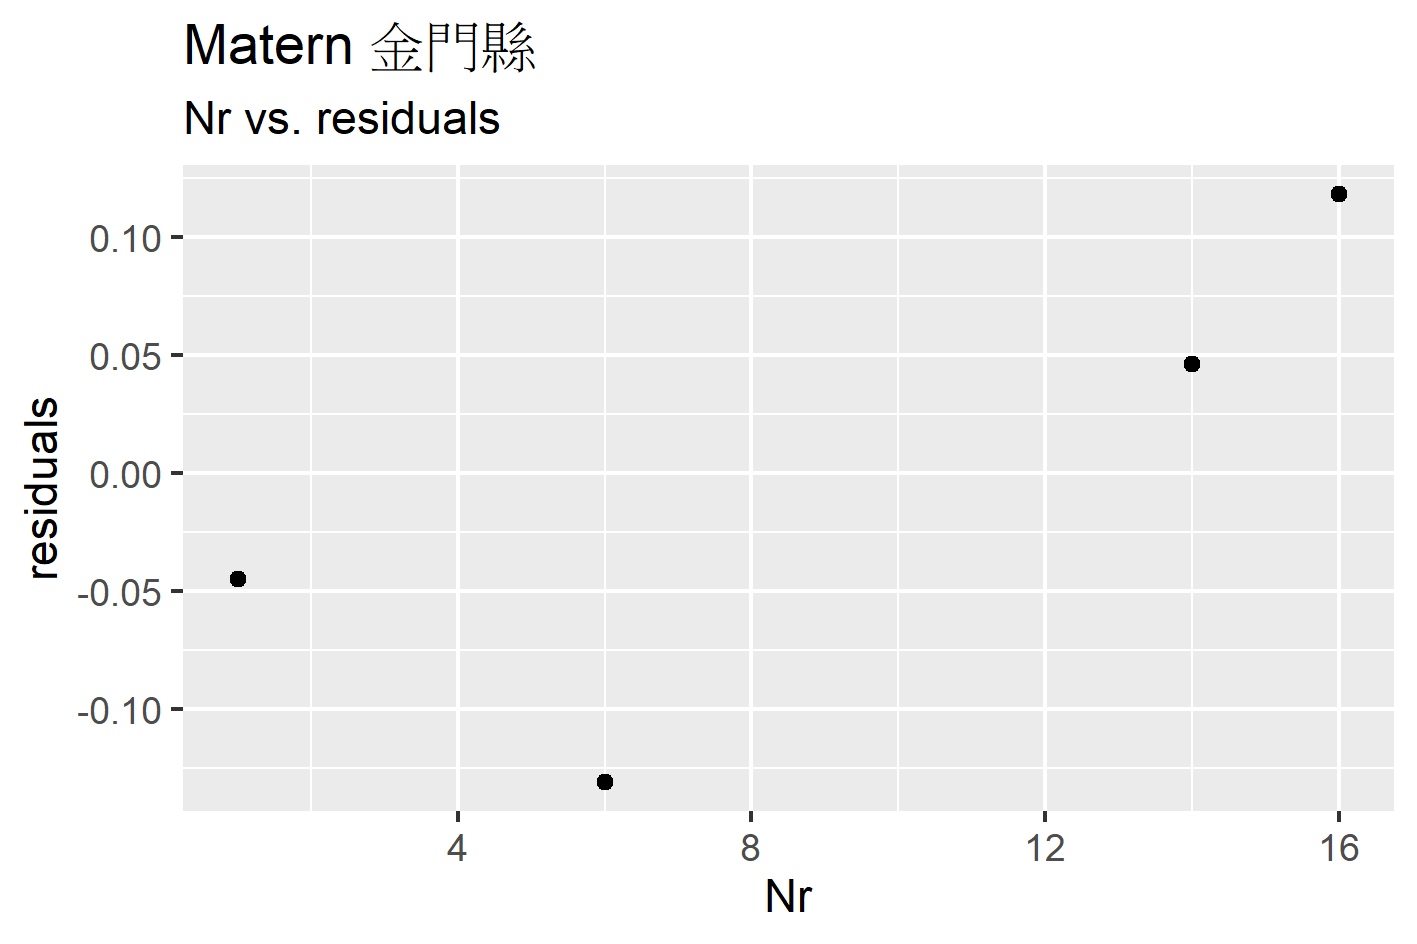 Matern 金門縣
Nr vs. residuals
0.10
0.05
0.00
-0.05
-0.10
residuals
4 8 12 16
Nr